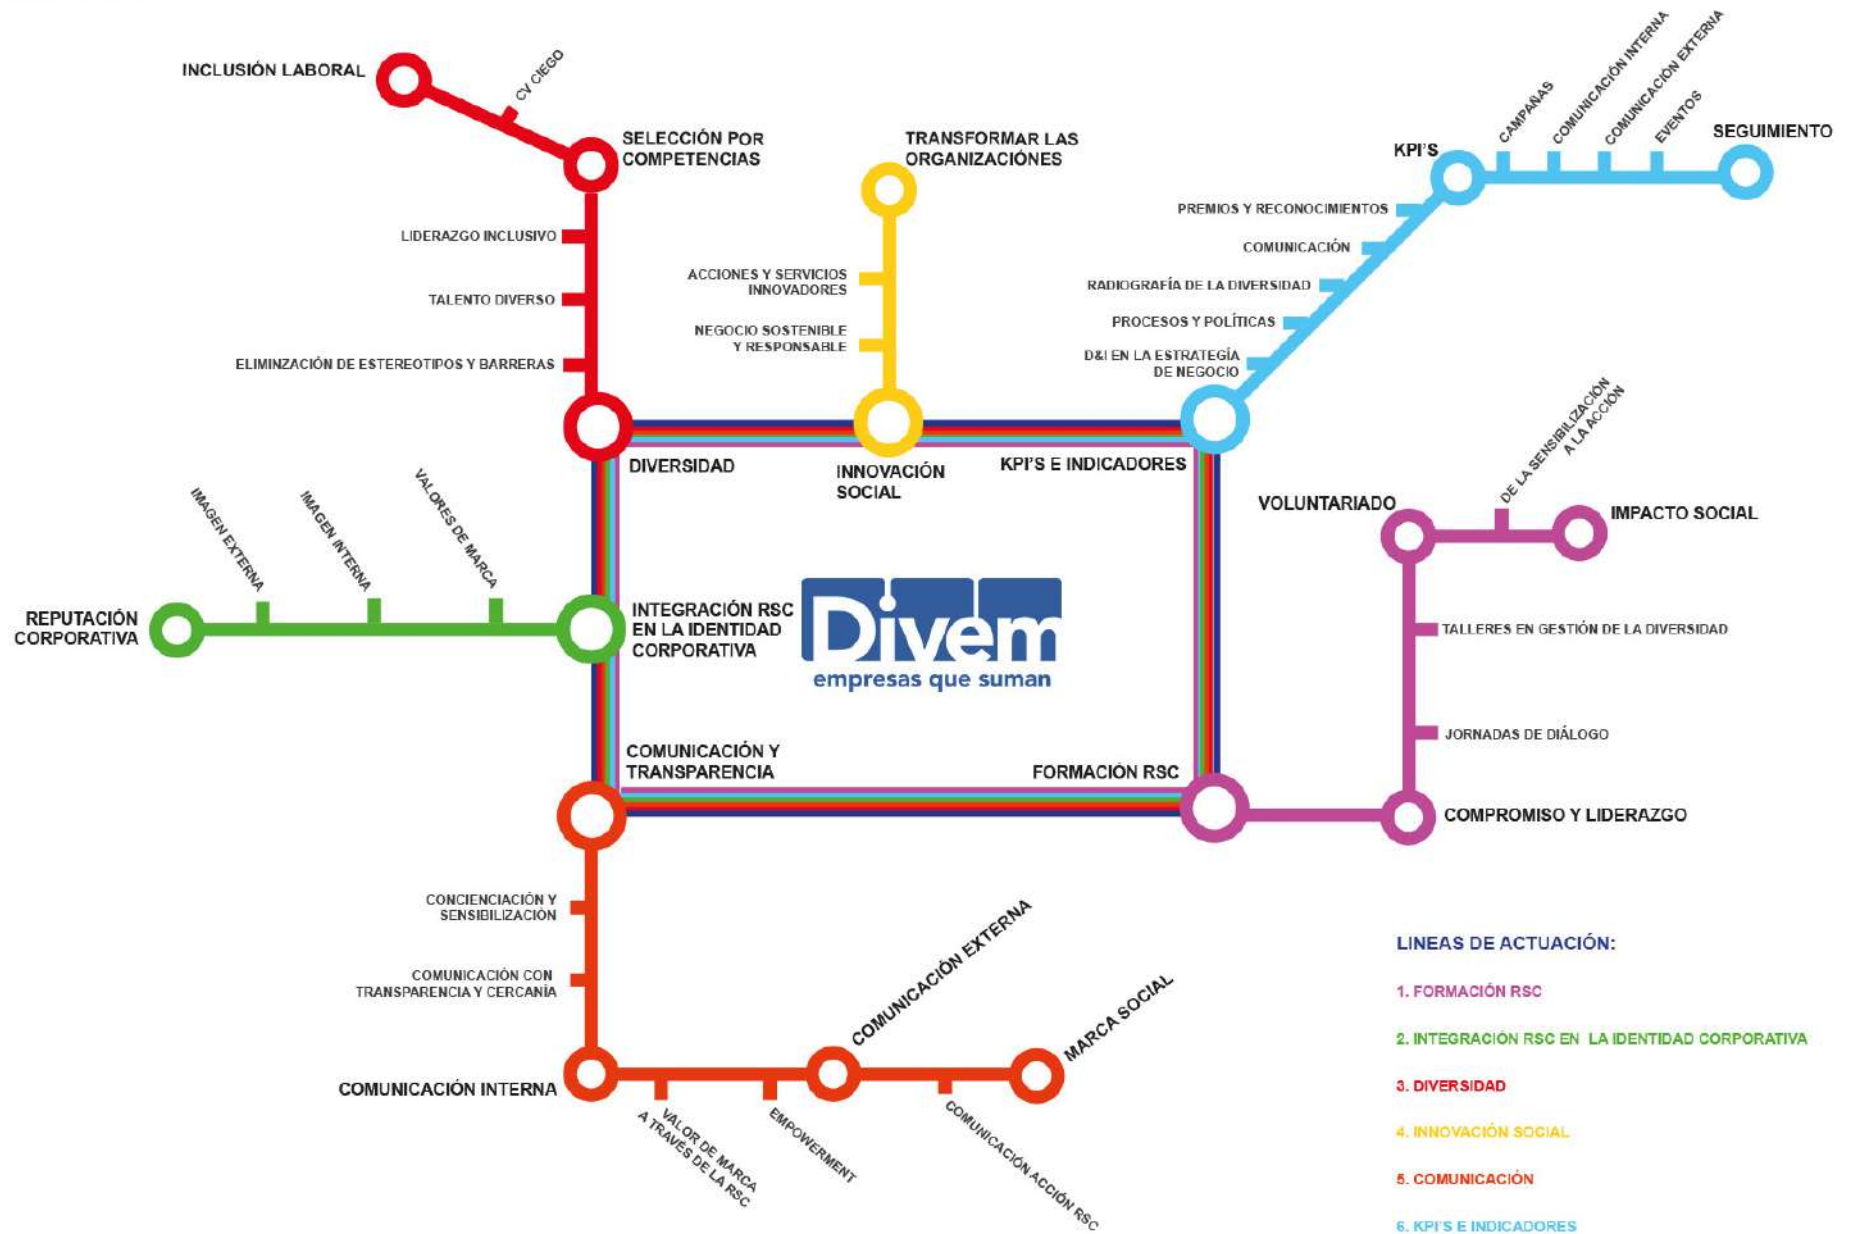 INCLUSIÓN LABORAL
CV CIEGO
SELECCIÓN POR
COMPETENCIAS
LIDERAZGO INCLUSIVO
TALENTO DIVERSO
ELIMINZACIÓN DE ESTEREOTIPOS Y BARRERAS
DIVERSIDAD
TRANSFORMAR LAS
ORGANIZACIÓNES
ACCIONES Y SERVICIOS
INNOVADORES
NEGOCIO SOSTENIBLE
Y RESPONSABLE
INNOVACIÓN
SOCIAL
KPI'S
CAMPAÑAS
COMUNICACIÓN INTERNA
COMUNICACIÓN EXTERNA
EVENTOS
SEGUIMIENTO
PREMIOS Y RECONOCIMIENTOS
COMUNICACIÓN
RADIOGRAFÍA DE LA DIVERSIDAD
PROCESOS Y POLÍTICAS
D&I EN LA ESTRATEGÍA
DE NEGOCIO
KPI'S E INDICADORES
IMAGEN EXTERNA
IMAGEN INTERNA
VALORES DE MARCA
REPUTACIÓN
CORPORATIVA
INTEGRACIÓN RSC
EN LA IDENTIDAD
CORPORATIVA
Divem
empresas que suman
VOLUNTARIADO
DE LA SENSIBILIZACIÓN
A LA ACCIÓN
IMPACTO SOCIAL
TALLERES EN GESTIÓN DE LA DIVERSIDAD
JORNADAS DE DIÁLOGO
COMPROMISO Y LIDERAZGO
COMUNICACIÓN Y
TRANSPARENCIA
FORMACIÓN RSC
CONCIENCIACIÓN Y
SENSIBILIZACIÓN
COMUNICACIÓN CON
TRANSPARENCIA Y CERCANÍA
COMUNICACIÓN INTERNA
VALOR DE MARCA
A TRAVÉS DE LA RSC
EMPOWERMENT
COMUNICACIÓN EXTERNA
COMUNICACIÓN ACCIÓN RSC
MARCA SOCIAL
LINEAS DE ACTUACIÓN:
1. FORMACIÓN RSC
2. INTEGRACIÓN RSC EN LA IDENTIDAD CORPORATIVA
3. DIVERSIDAD
4. INNOVACIÓN SOCIAL
5. COMUNICACIÓN
6. KPI'S E INDICADORES